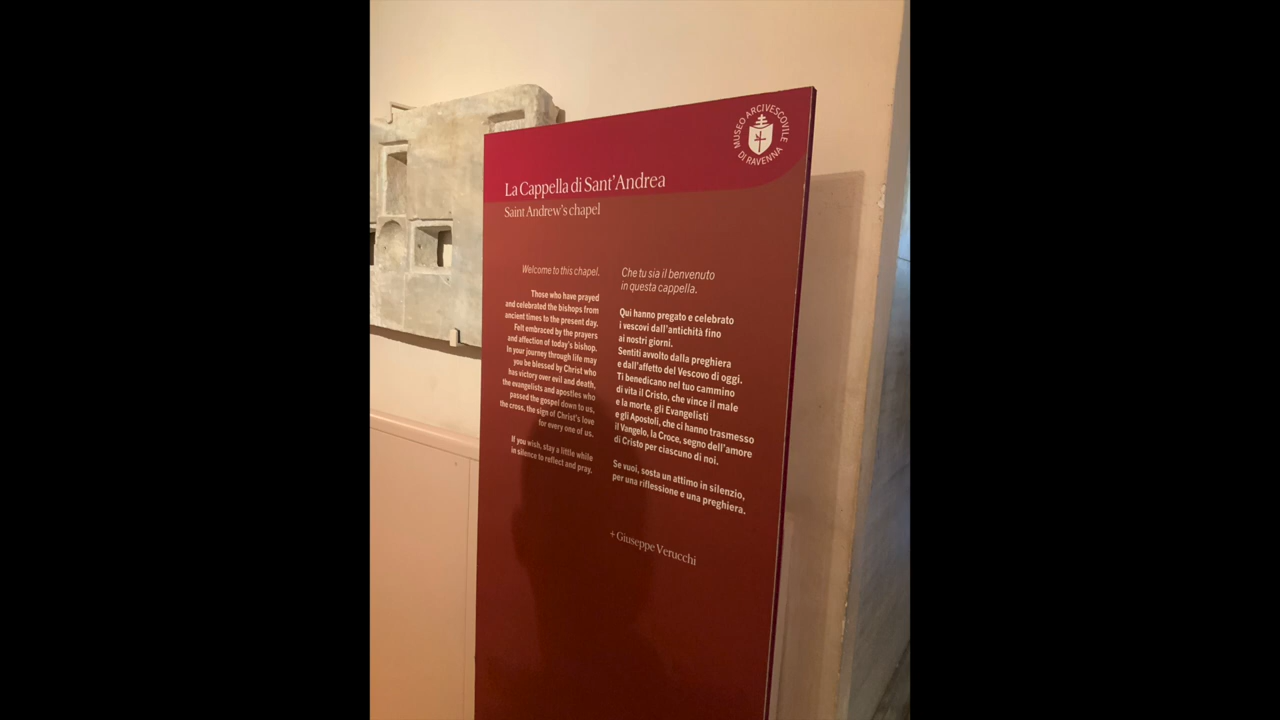 MUSEO ARCIVESCOVILE
DI RAVENNA
La Cappella di Sant'Andrea
Saint Andrew's chapel
Welcome to this chapel.
Those who have prayed
and celebrated the bishops from
ancient times to the present day.
Felt embraced by the prayers
and affection of today's bishop.
In your journey through life may
you be blessed by Christ who
has victory over evil and death,
the evangelists and apostles who
passed the gospel down to us,
the cross, the sign of Christ's love
for every one of us.
If you wish, stay a little while
in silence to reflect and pray.
Che tu sia il benvenuto
in questa cappella.
Qui hanno pregato e celebrato
i vescovi dall'antichità fino
ai nostri giorni.
Sentiti avvolto dalla preghiera
e dall'affetto del Vescovo di oggi.
Ti benedicano nel tuo cammino
di vita il Cristo, che vince il male
e la morte, gli Evangelisti
e gli Apostoli, che ci hanno trasmesso
il Vangelo, la Croce, segno dell'amore
di Cristo per ciascuno di noi.
Se vuoi, sosta un attimo in silenzio,
per una riflessione e una preghiera.
+ Giuseppe Verucchi